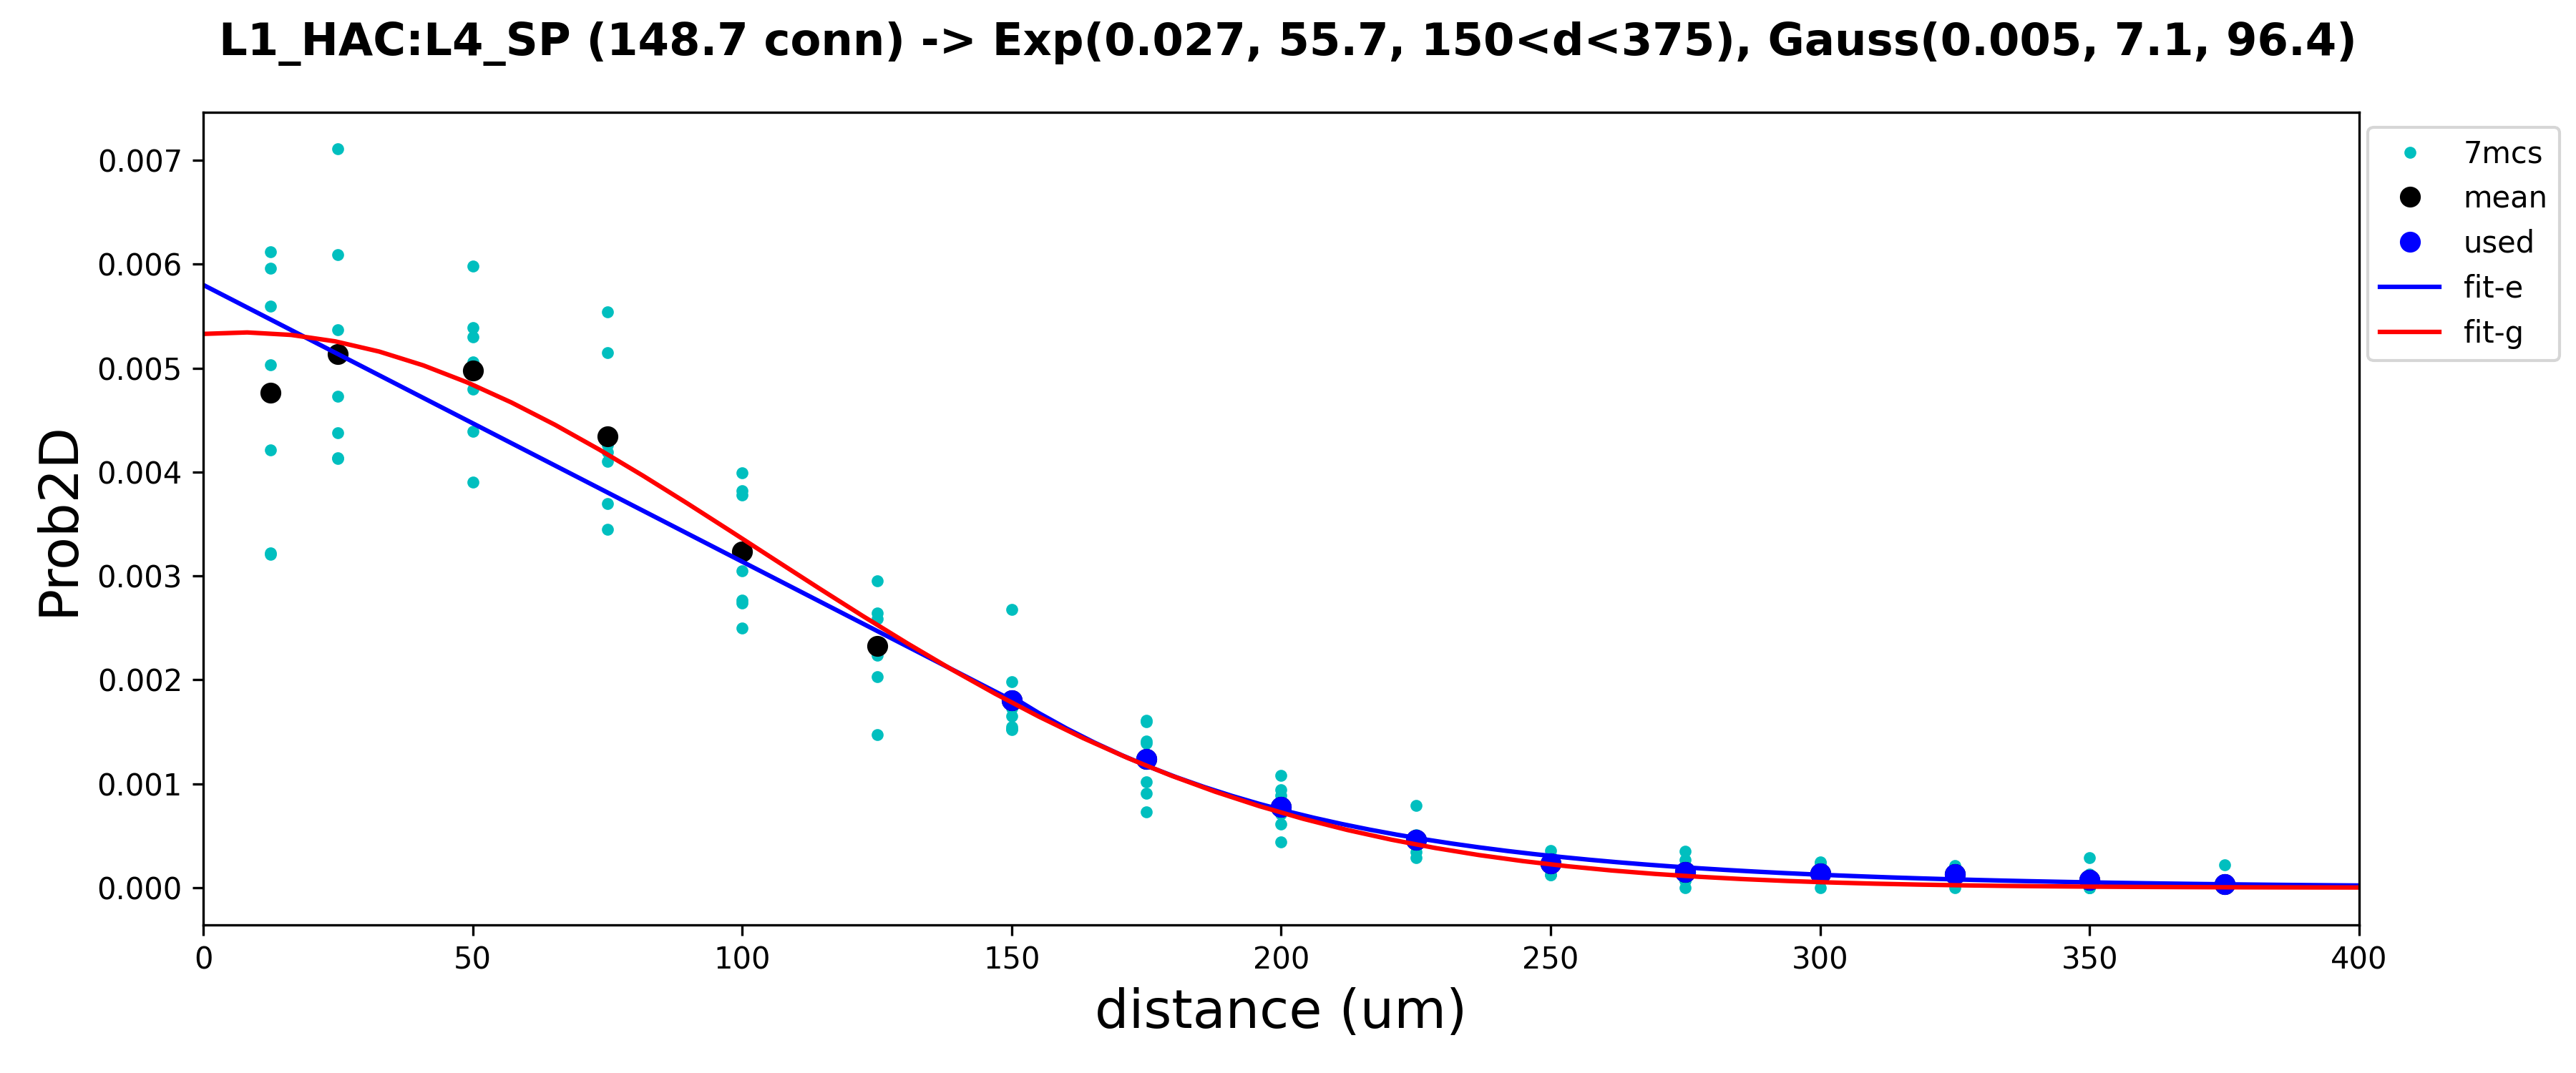 L1_HAC:L4_SP (148.7 conn) -> Exp(0.027, 55.7, 150<d<375), Gauss(0.005, 7.1, 96.4)
7mcs
mean
used
fit-e
fit-g
Prob2D
0.007
0.006
0.005
0.004
0.003
0.002
0.001
0.000
0 50 100 150 200 250 300 350 400
distance (um)